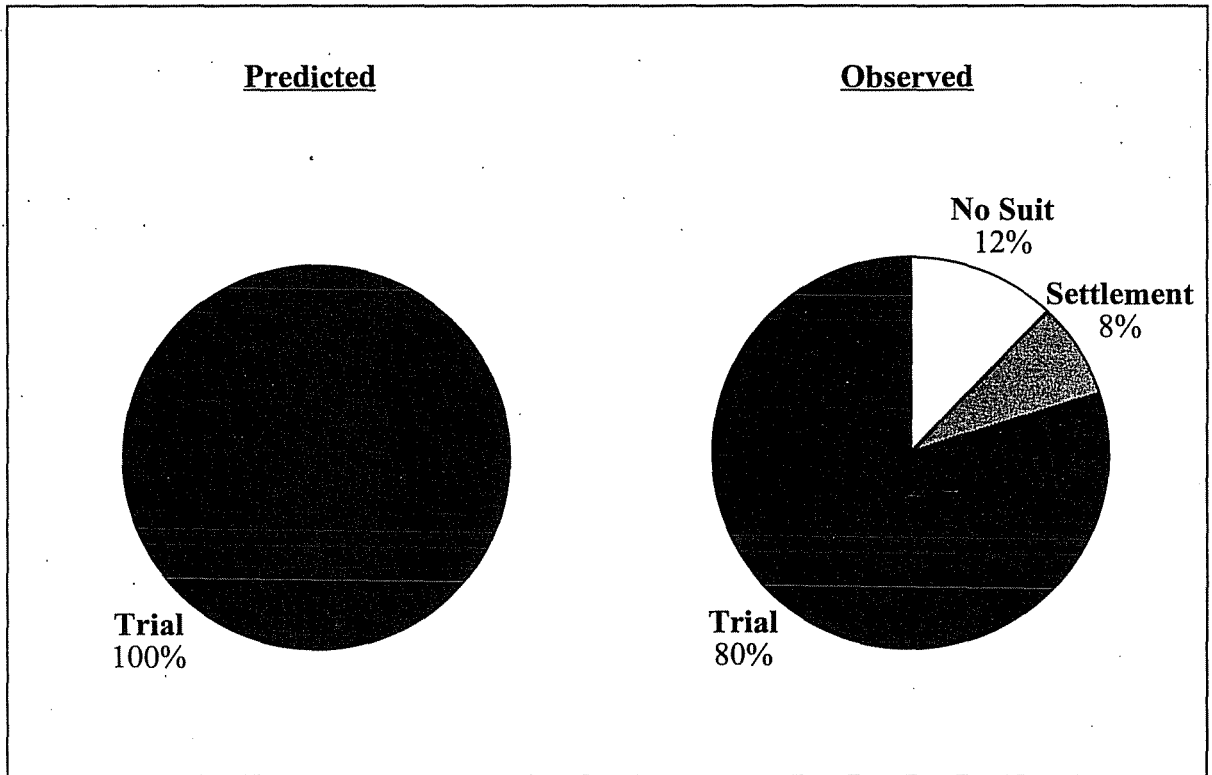 Predicted
Observed
No Suit
12%
Settlement
8%
Trial
100%
Trial
80%